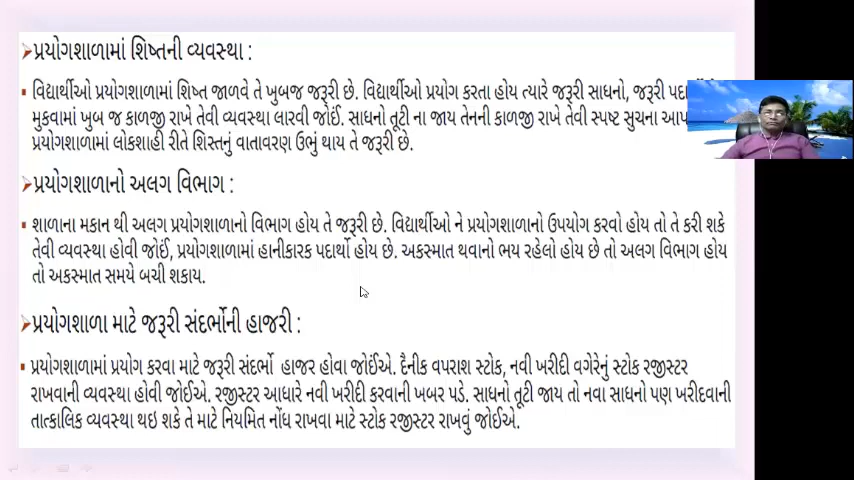 ➢પ્રયોગશાળામાં શિષ્તની વ્યવસ્થા :
▪ વિદ્યાર્થીઓ પ્રયોગશાળામાં શિષ્ત જાળવે તે ખુબજ જરૂરી છે. વિદ્યાર્થીઓ પ્રયોગ કરતા હોય ત્યારે જરૂરી સાધનો, જરૂરી
મુકવામાં ખુબ જ કાળજી રાખે તેવી વ્યવસ્થા લારવી જોઈં. સાધનો તૂટી ના જાય તેનની કાળજી રાખે તેવી સ્પષ્ટ સુચના
પ્રયોગશાળામાં લોકશાહી રીતે શિસ્તનું વાતાવરણ ઉભું થાય તે જરૂરી છે.
➢પ્રયોગશાળાનો અલગ વિભાગ :
▪ શાળાના મકાન થી અલગ પ્રયોગશાળાનો વિભાગ હોય તે જરૂરી છે. વિદ્યાર્થીઓ ને પ્રયોગશાળાનો ઉપયોગ કરવો હોય તો તે કરી શકે
તેવી વ્યવસ્થા હોવી જોઈં, પ્રયોગશાળામાં હાનીકારક પદાર્થો હોય છે. અકસ્માત થવાનો ભય રહેલો હોય છે તો અલગ વિભાગ હોય
તો અકસ્માત સમયે બચી શકાય.
➢પ્રયોગશાળા માટે જરૂરી સંદર્ભોની હાજરી :
▪ પ્રયોગશાળામાં પ્રયોગ કરવા માટે જરૂરી સંદર્ભો હાજર હોવા જોઈએ. દૈનીક વપરાશ સ્ટોક, નવી ખરીદી વગેરેનું સ્ટોક રજીસ્ટર
રાખવાની વ્યવસ્થા હોવી જોઈએ. રજીસ્ટર આધારે નવી ખરીદી કરવાની ખબર પડે. સાધનો તૂટી જાય તો નવા સાધનો પણ ખરીદવાની
તાત્કાલિક વ્યવસ્થા થઇ શકે તે માટે નિયમિત નોંધ રાખવા માટે સ્ટોક રજીસ્ટર રાખવું જોઈએ.